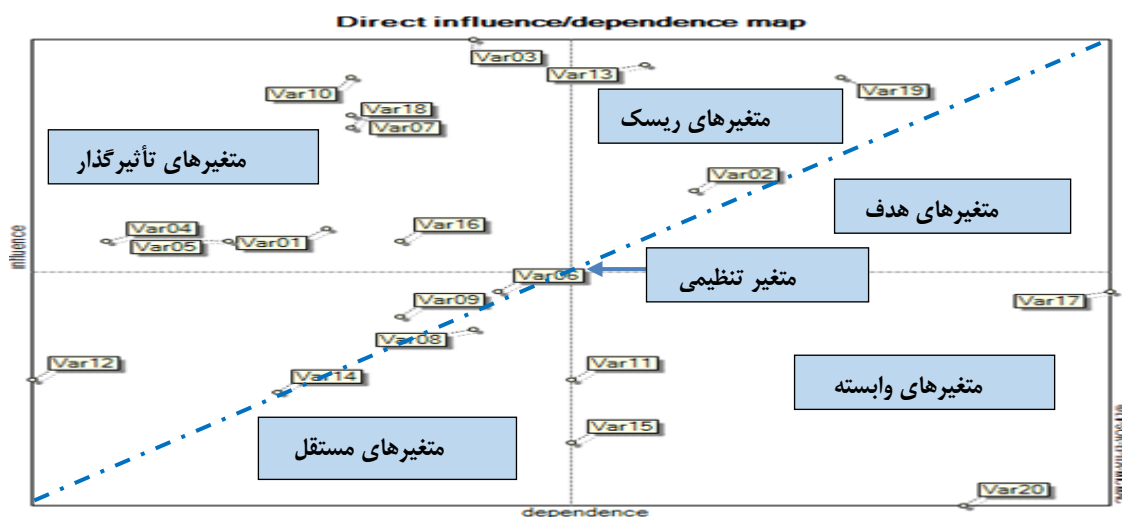 Direct influence/dependence map
Var03
Var13
Var19
Var10
Var18
Var07
متغیرهای ریسک
متغیرهای تأثیرگذار
Var02
متغیرهای هدف
Var04
Var05
Var01
Var16
influence
متغیر تنظیمی
Var06
Var17
Var09
Var08
Var12
Var14
Var11
متغیرهای وابسته
متغیرهای مستقل
Var15
Var20
dependence